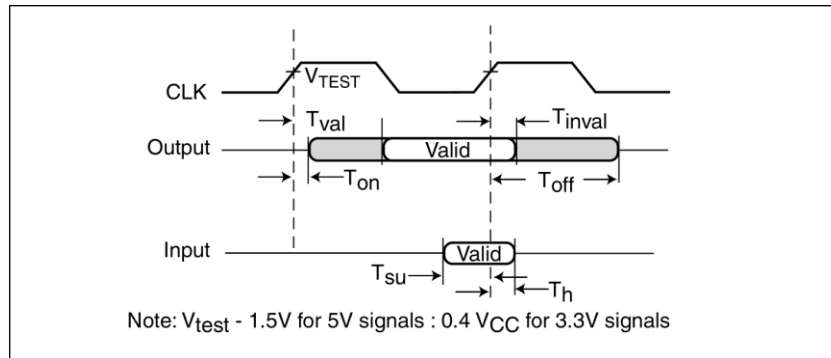 VTEST
CLK
Tval
Tinval
Output
Valid
Ton
Toff
Input
Valid
Tsu
Th
Note: Vtest - 1.5V for 5V signals : 0.4 VCC for 3.3V signals